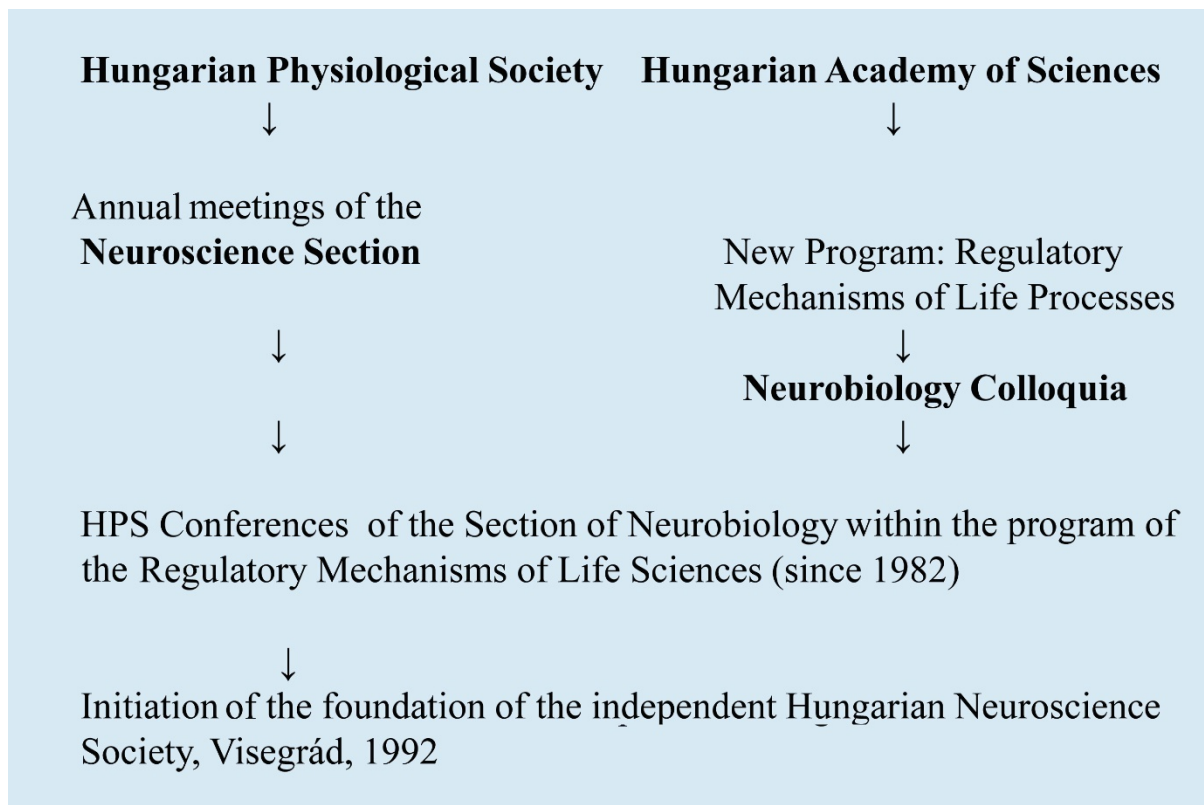 Hungarian Physiological Society
Hungarian Academy of Sciences
↓
↓
Annual meetings of the
Neuroscience Section
New Program: Regulatory
Mechanisms of Life Processes
↓
↓
Neurobiology Colloquia
↓
↓
HPS Conferences of the Section of Neurobiology within the program of
the Regulatory Mechanisms of Life Sciences (since 1982)
↓
Initiation of the foundation of the independent Hungarian Neuroscience
Society, Visegrád, 1992